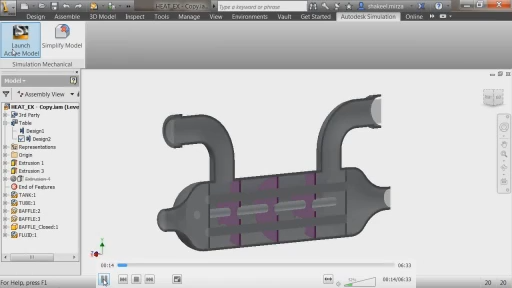 HEAT_EX - Copy.iam
Type a keyword or phrase
shakeel.mirza
Design
Assemble
3D Model
Inspect
Tools
Manage
View
Environments
Vault
Get Started
Autodesk Simulation
Online
Launch
Active Model
Simplify Model
Simulation Mechanical
Model
Assembly View
HEAT_EX - Copy.iam (Leve
3rd Party
Table
Design1
Design2
Representations
Origin
Extrusion 1
Extrusion 3
Extrusion 4
End of Features
TANK:1
TUBE:1
BAFFLE:2
BAFFLE:3
BAFFLE_Closed:1
FLUID:1
00:14
06:33
00:14/06:33
For Help, press F1
20
20